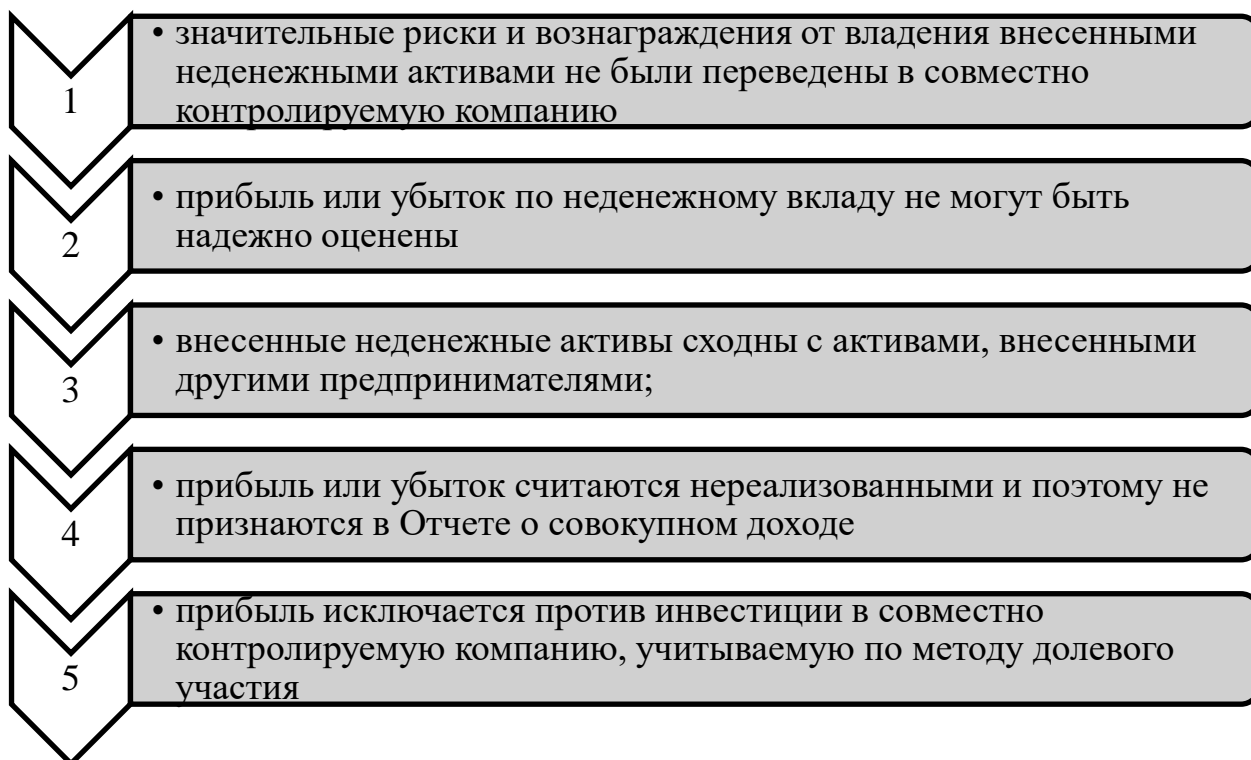 1
• значительные риски и вознаграждения от владения внесенными
неденежными активами не были переведены в совместно
контролируемую компанию
2
• прибыль или убыток по неденежному вкладу не могут быть
надежно оценены
3
• внесенные неденежные активы сходны с активами, внесенными
другими предпринимателями;
4
• прибыль или убыток считаются нереализованными и поэтому не
признаются в Отчете о совокупном доходе
5
• прибыль исключается против инвестиции в совместно
контролируемую компанию, учитываемую по методу долевого
участия